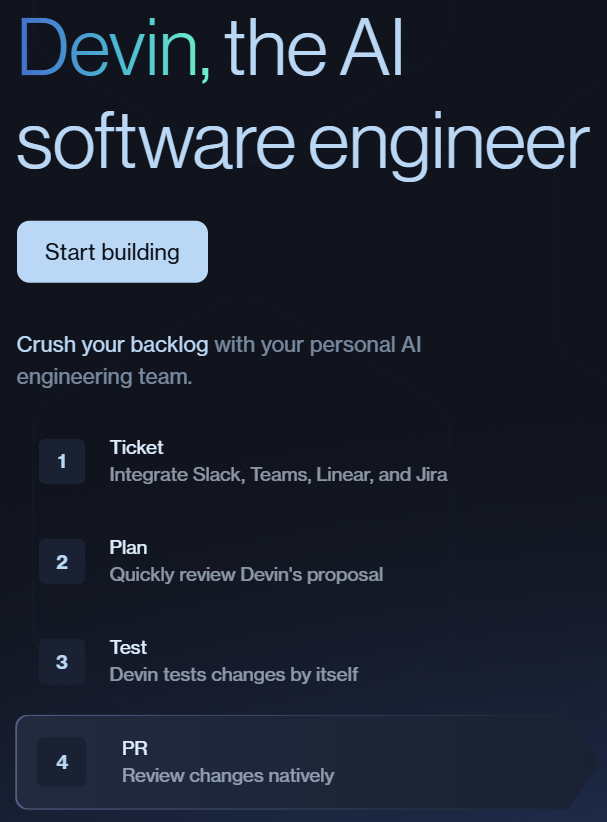 Devin, the AI
software engineer
Start building
Crush your backlog with your personal AI
engineering team.
1
Ticket
Integrate Slack, Teams, Linear, and Jira
2
Plan
Quickly review Devin's proposal
3
Test
Devin tests changes by itself
4
PR
Review changes natively